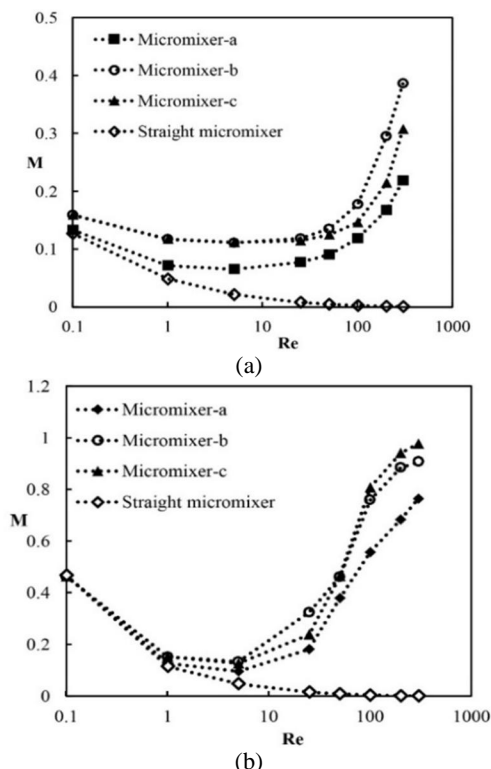 0.5
Micromixer-a
Micromixer-b
Micromixer-c
Straight micromixer
0.4
0.3
M
0.2
0.1
0
0.1 1 10 100 1000
Re
(a)
1.2
Micromixer-a
Micromixer-b
Micromixer-c
Straight micromixer
1
0.8
M
0.6
0.4
0.2
0
0.1 1 10 100 1000
Re
(b)